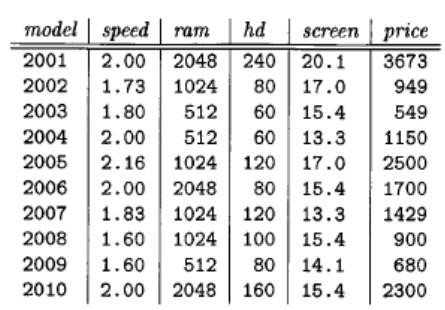 model speed ram hd screen price
2001 2.00 2048 240 20.1 3673
2002 1.73 1024 80 17.0 949
2003 1.80 512 60 15.4 549
2004 2.00 512 60 13.3 1150
2005 2.16 1024 120 17.0 2500
2006 2.00 2048 80 15.4 1700
2007 1.83 1024 120 13.3 1429
2008 1.60 1024 100 15.4 900
2009 1.60 512 80 14.1 680
2010 2.00 2048 160 15.4 2300